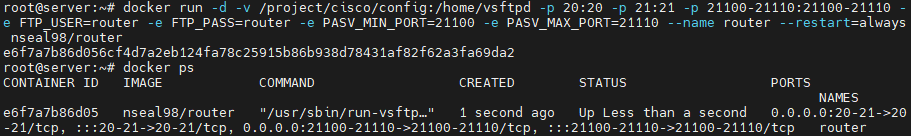 root@server:~# docker run -d -v /project/cisco/config:/home/vsftpd -p 20:20 -p 21:21 -p 21100-21110:21100-21110 -
e FTP_USER=router -e FTP_PASS=router -e PASV_MIN_PORT=21100 -e PASV_MAX_PORT=21110 --name router --restart=always
nseal98/router
e6f7a7b86d056cf4d7a2eb124fa78c25915b86b938d78431af82f62a3fa69da2
root@server:~# docker ps
CONTAINER ID   IMAGE            COMMAND                  CREATED        STATUS                  PORTS
                                                                                                      NAMES
e6f7a7b86d05   nseal98/router   "/usr/sbin/run-vsftp…"   1 second ago   Up Less than a second   0.0.0.0:20-21->20
-21/tcp, :::20-21->20-21/tcp, 0.0.0.0:21100-21110->21100-21110/tcp, :::21100-21110->21100-21110/tcp   router